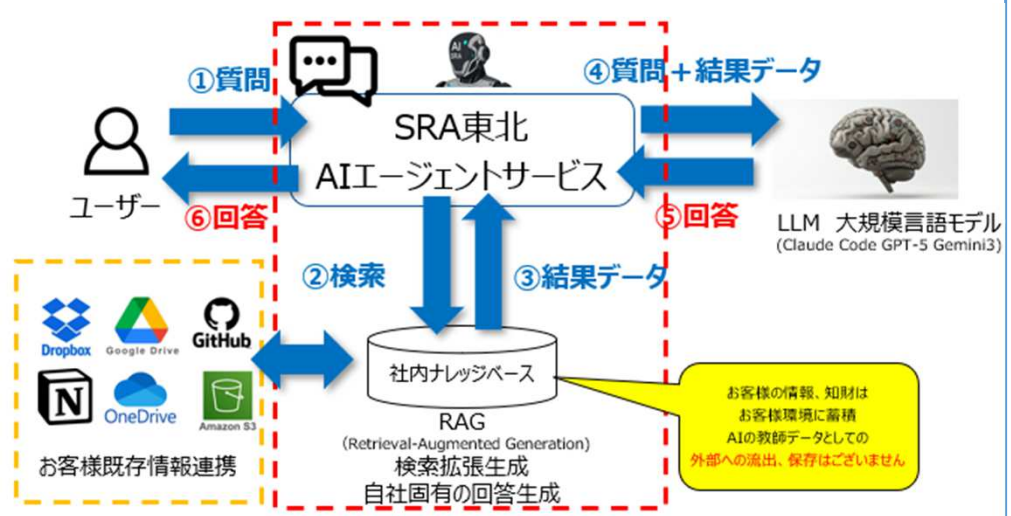 ①質問
AI
SRA
④質問+結果データ
SRA東北
AIエージェントサービス
ユーザー
⑥回答
⑤回答
LLM 大規模言語モデル
(Claude Code GPT-5 Gemini3)
②検索
③結果データ
Dropbox
Google Drive
GitHub
N
OneDrive
Amazon S3
お客様既存情報連携
社内ナレッジベース
RAG
(Retrieval-Augmented Generation)
検索拡張生成
自社固有の回答生成
お客様の情報、知財は
お客様環境に蓄積
AIの教師データとしての
外部への流出、保存はございません